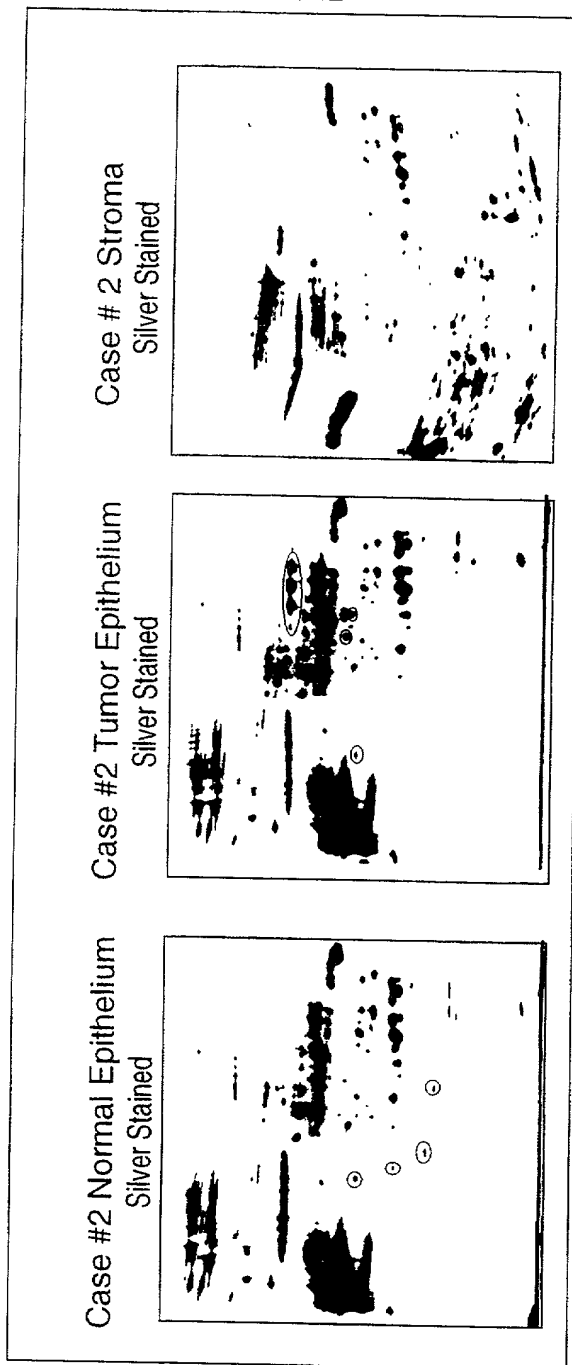 Case #2 Normal Epithelium
Silver Stained
Case #2 Tumor Epithelium
Silver Stained
Case # 2 Stroma
Silver Stained